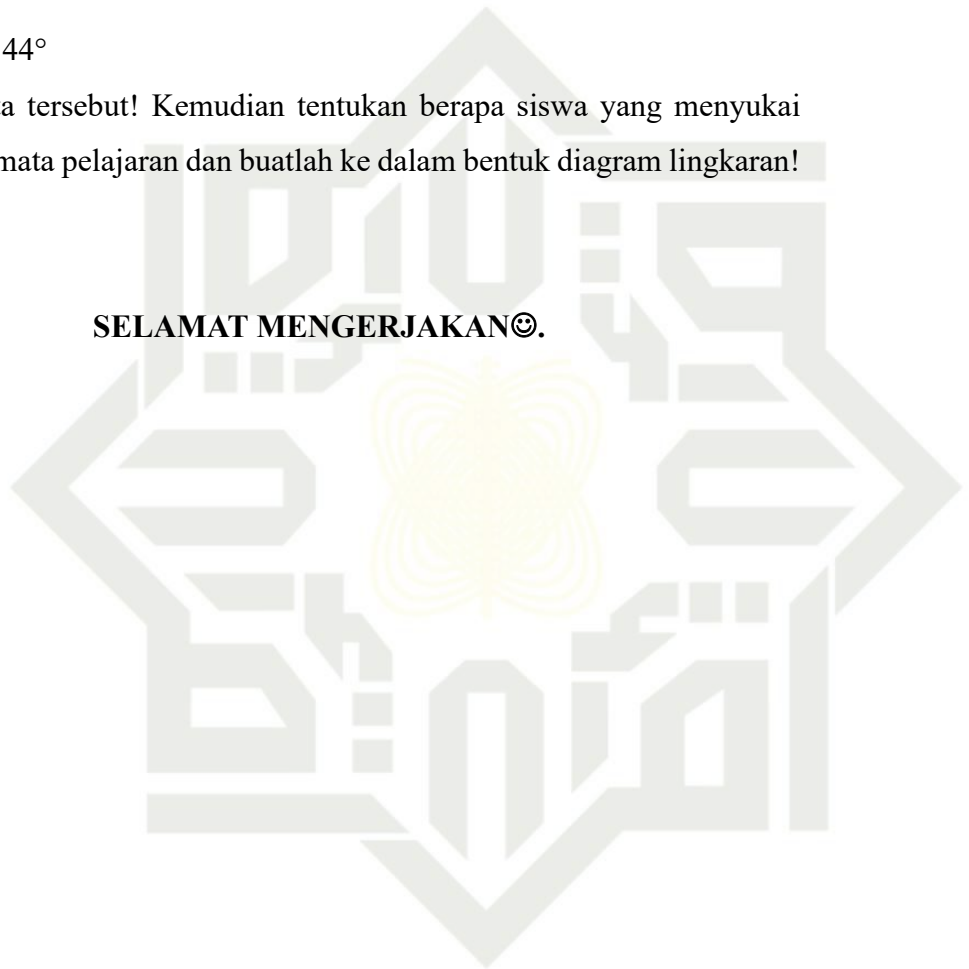 44°
tersebut! Kemudian tentukan berapa siswa yang menyukai
mata pelajaran dan buatlah ke dalam bentuk diagram lingkaran!
SELAMAT MENGERJAKAN☺.